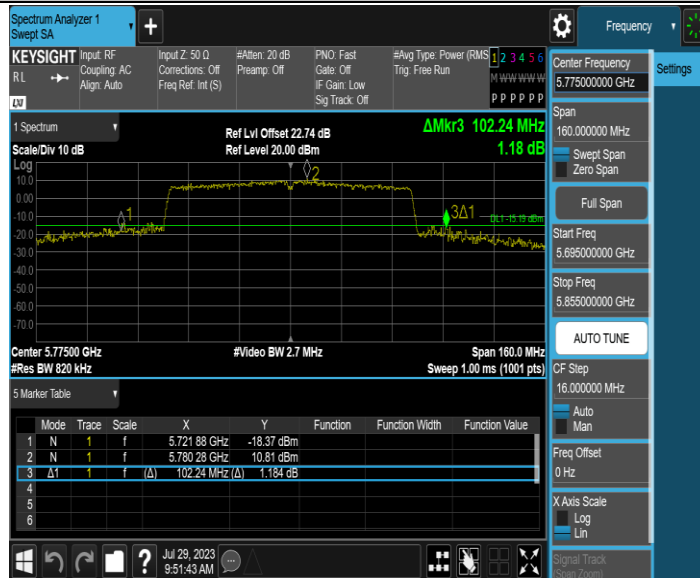 Spectrum Analyzer 1
Swept SA
Frequency
KEYSIGHT
RL
LXI
Input: RF
Coupling: AC
Align: Auto
Input Z: 50 Ω
Corrections: Off
Freq Ref: Int (S)
#Atten: 20 dB
Preamp: Off
PNO: Fast
Gate: Off
IF Gain: Low
Sig Track: Off
#Avg Type: Power (RMS
Trig: Free Run
1 2 3 4 5 6
M W W W W W
P P P P P P
1 Spectrum
Scale/Div 10 dB
Ref Lvl Offset 22.74 dB
Ref Level 20.00 dBm
ΔMkr3 102.24 MHz
1.18 dB
Log
10.0
0.00
-10.0
-20.0
-30.0
-40.0
-50.0
-60.0
-70.0
1
2
3Δ1
DL1 -15.19 dBm
Center 5.77500 GHz
#Res BW 820 kHz
#Video BW 2.7 MHz
Span 160.0 MHz
Sweep 1.00 ms (1001 pts)
5 Marker Table
Mode Trace Scale X Y Function Function Width Function Value
1 N 1 f 5.721 88 GHz -18.37 dBm
2 N 1 f 5.780 28 GHz 10.81 dBm
3 Δ1 1 f (Δ) 102.24 MHz (Δ) 1.184 dB
4
5
6
Jul 29, 2023
9:51:43 AM
Center Frequency
5.775000000 GHz
Settings
Span
160.000000 MHz
Swept Span
Zero Span
Full Span
Start Freq
5.695000000 GHz
Stop Freq
5.855000000 GHz
AUTO TUNE
CF Step
16.000000 MHz
Auto
Man
Freq Offset
0 Hz
X Axis Scale
Log
Lin
Signal Track
(Span Zoom)